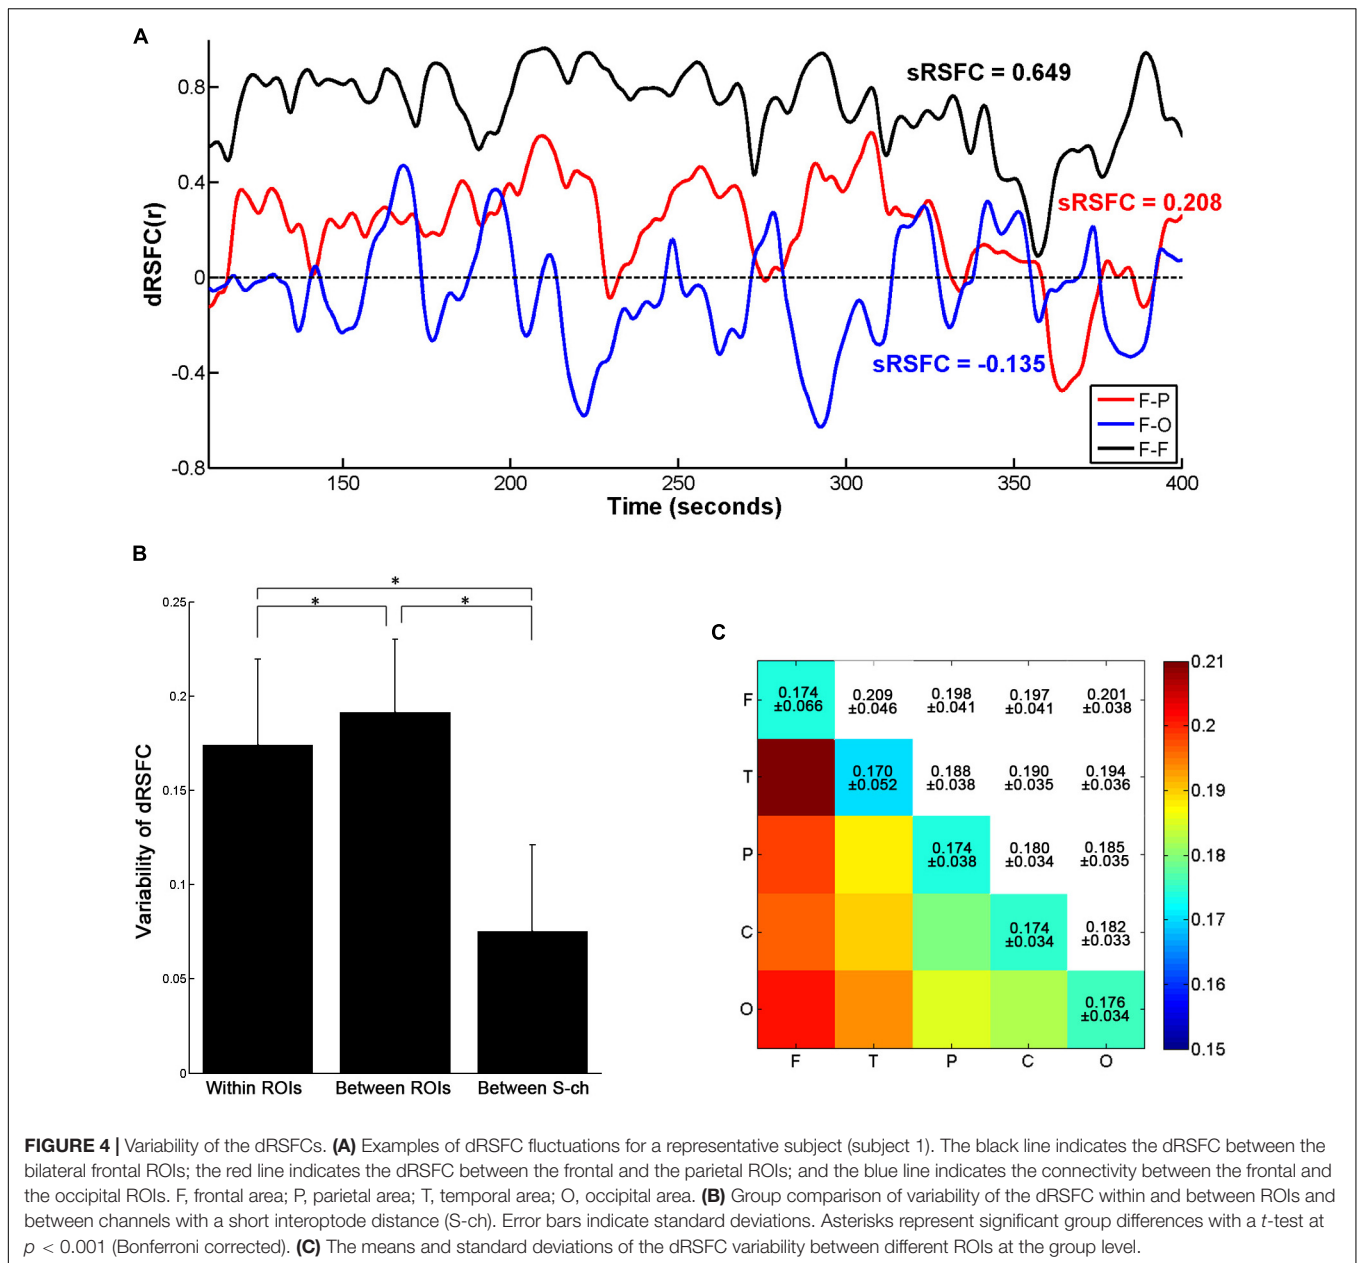 A
dRSFC(r)
0.8
0.4
0
-0.4
-0.8
sRSFC = 0.649
sRSFC = 0.208
sRSFC = -0.135
F-P
F-O
F-F
150
200
250
300
350
400
Time (seconds)
B
Variability of dRSFC
0.25
0.2
0.15
0.1
0.05
0
*
*
*
Within ROIs
Between ROIs
Between S-ch
C
F
0.174 0.209 0.198 0.197 0.201
±0.066 ±0.046 ±0.041 ±0.041 ±0.038
T
0.170 0.188 0.190 0.194
±0.052 ±0.038 ±0.035 ±0.036
P
0.174 0.180 0.185
±0.038 ±0.034 ±0.035
C
0.174 0.182
±0.034 ±0.033
O
0.176
±0.034
F T P C O
0.21
0.2
0.19
0.18
0.17
0.16
0.15
FIGURE 4 | Variability of the dRSFCs. (A) Examples of dRSFC fluctuations for a representative subject (subject 1). The black line indicates the dRSFC between the
bilateral frontal ROIs; the red line indicates the dRSFC between the frontal and the parietal ROIs; and the blue line indicates the connectivity between the frontal and
the occipital ROIs. F, frontal area; P, parietal area; T, temporal area; O, occipital area. (B) Group comparison of variability of the dRSFC within and between ROIs and
between channels with a short interoptode distance (S-ch). Error bars indicate standard deviations. Asterisks represent significant group differences with a t-test at
p < 0.001 (Bonferroni corrected). (C) The means and standard deviations of the dRSFC variability between different ROIs at the group level.